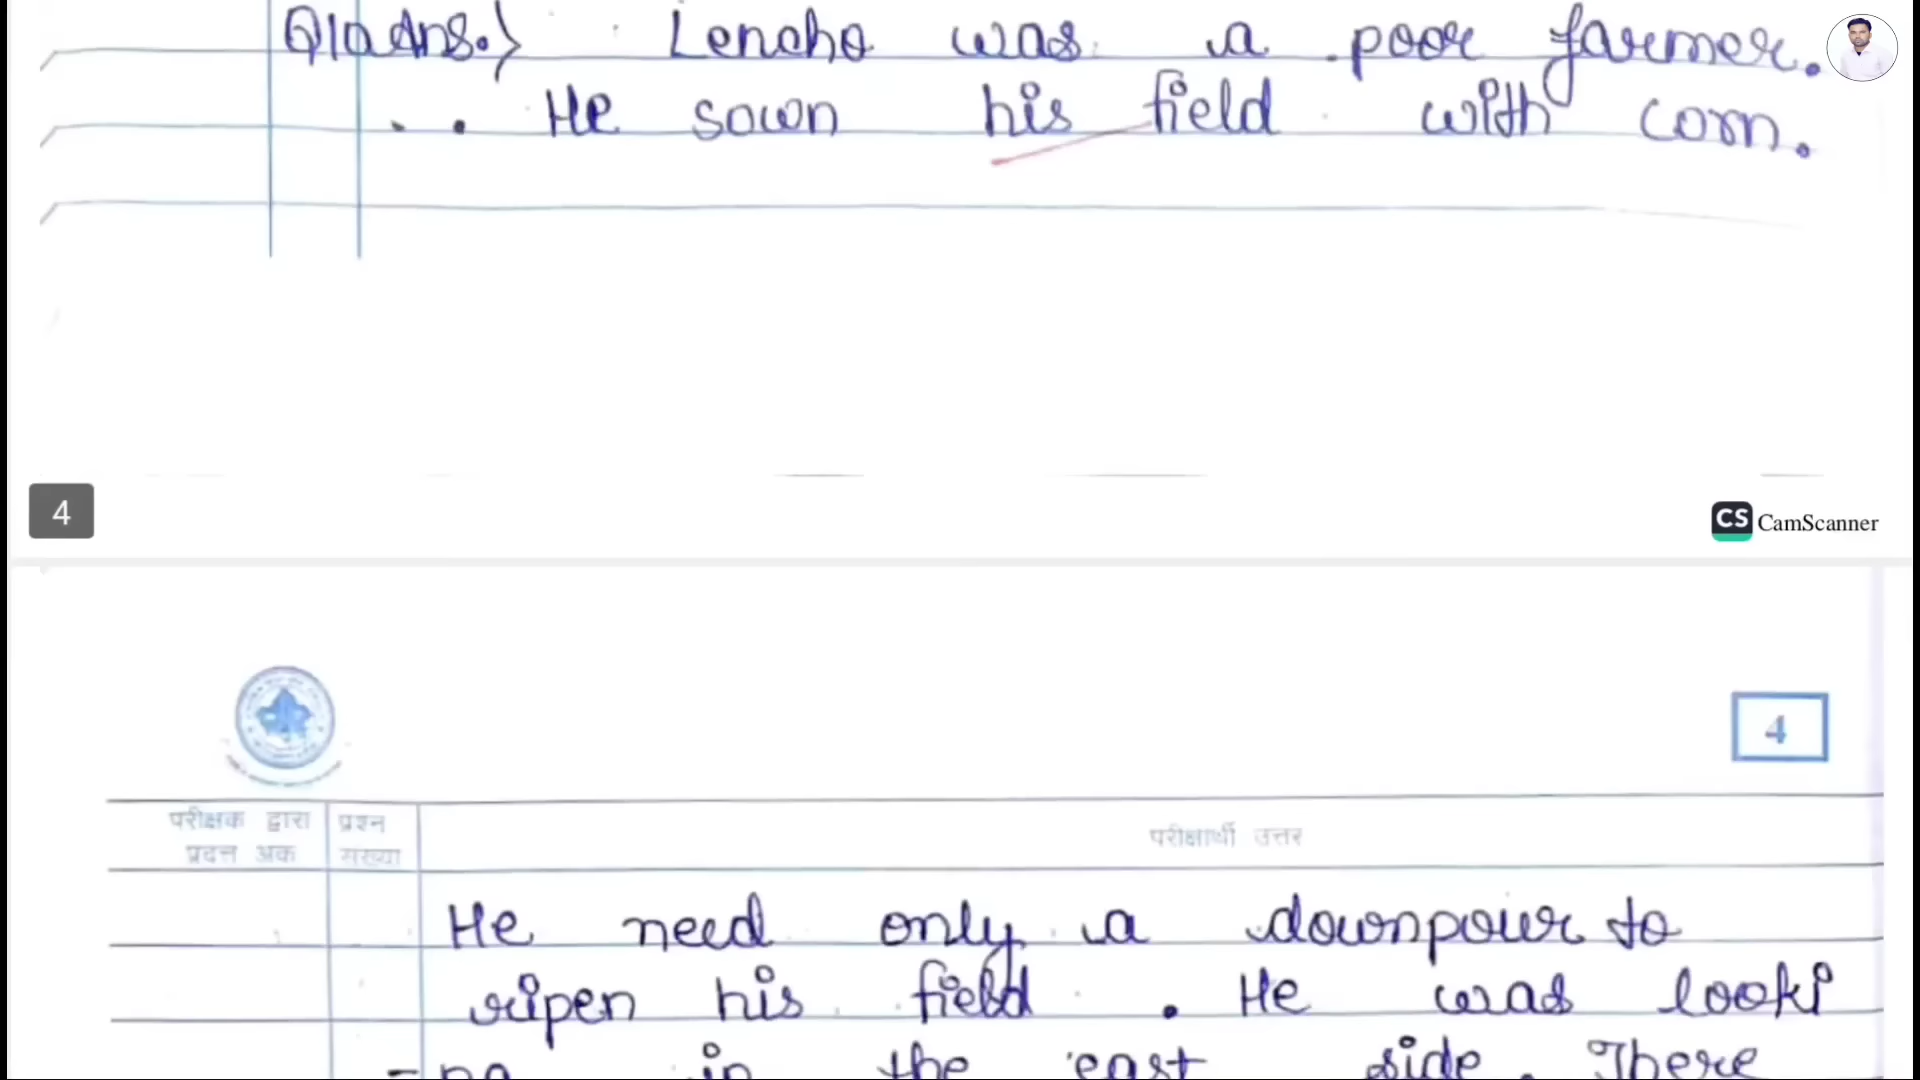 Q10 Ans.) Lencho was a poor farmer.
He sown his field with corn.
4
CS CamScanner
4
परीक्षक द्वारा प्रदत्त अंक
प्रश्न संख्या
परीक्षार्थी उत्तर
He need only a downpour to
ripen his field . He was looki
-ng in the east side. There